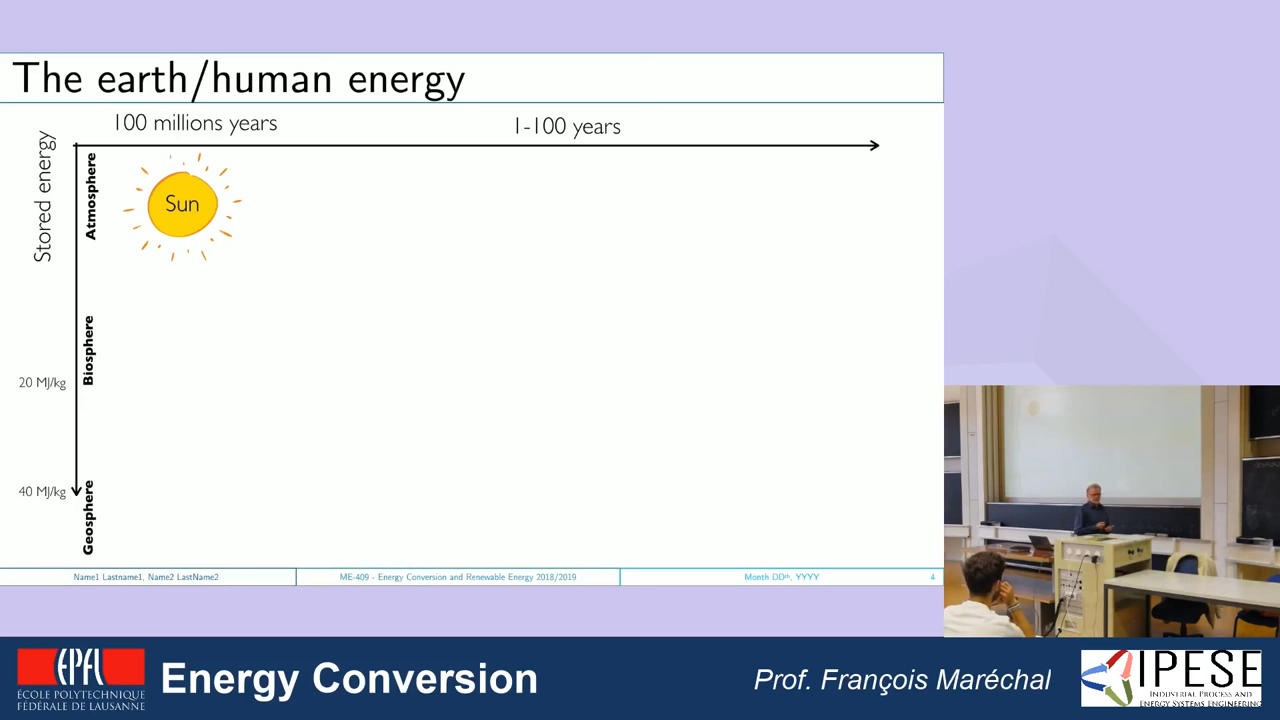 The earth/human energy
100 millions years
1-100 years
Stored energy
Atmosphere
Sun
Biosphere
20 MJ/kg
40 MJ/kg
Geosphere
Name1 Lastname1, Name2 LastName2
ME-409 - Energy Conversion and Renewable Energy 2018/2019
Month DDth, YYYY
4
EPFL
ÉCOLE POLYTECHNIQUE
FÉDÉRALE DE LAUSANNE
Energy Conversion
Prof. François Maréchal
IPESE
Industrial Process and
Energy Systems Engineering